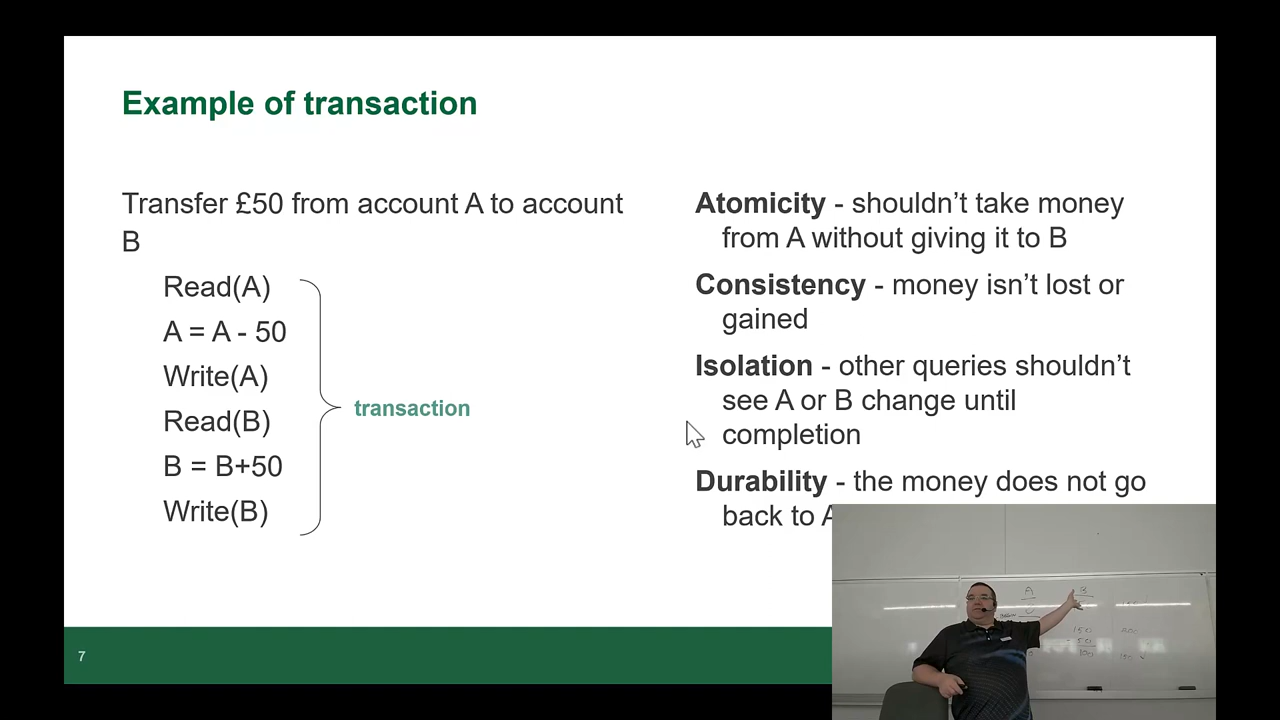 Example of transaction
Transfer £50 from account A to account
B
Read(A)
A = A - 50
Write(A)
Read(B)
B = B+50
Write(B)
transaction
Atomicity - shouldn’t take money
from A without giving it to B
Consistency - money isn’t lost or
gained
Isolation - other queries shouldn’t
see A or B change until
completion
Durability - the money does not go
back to A
7
A
B
150